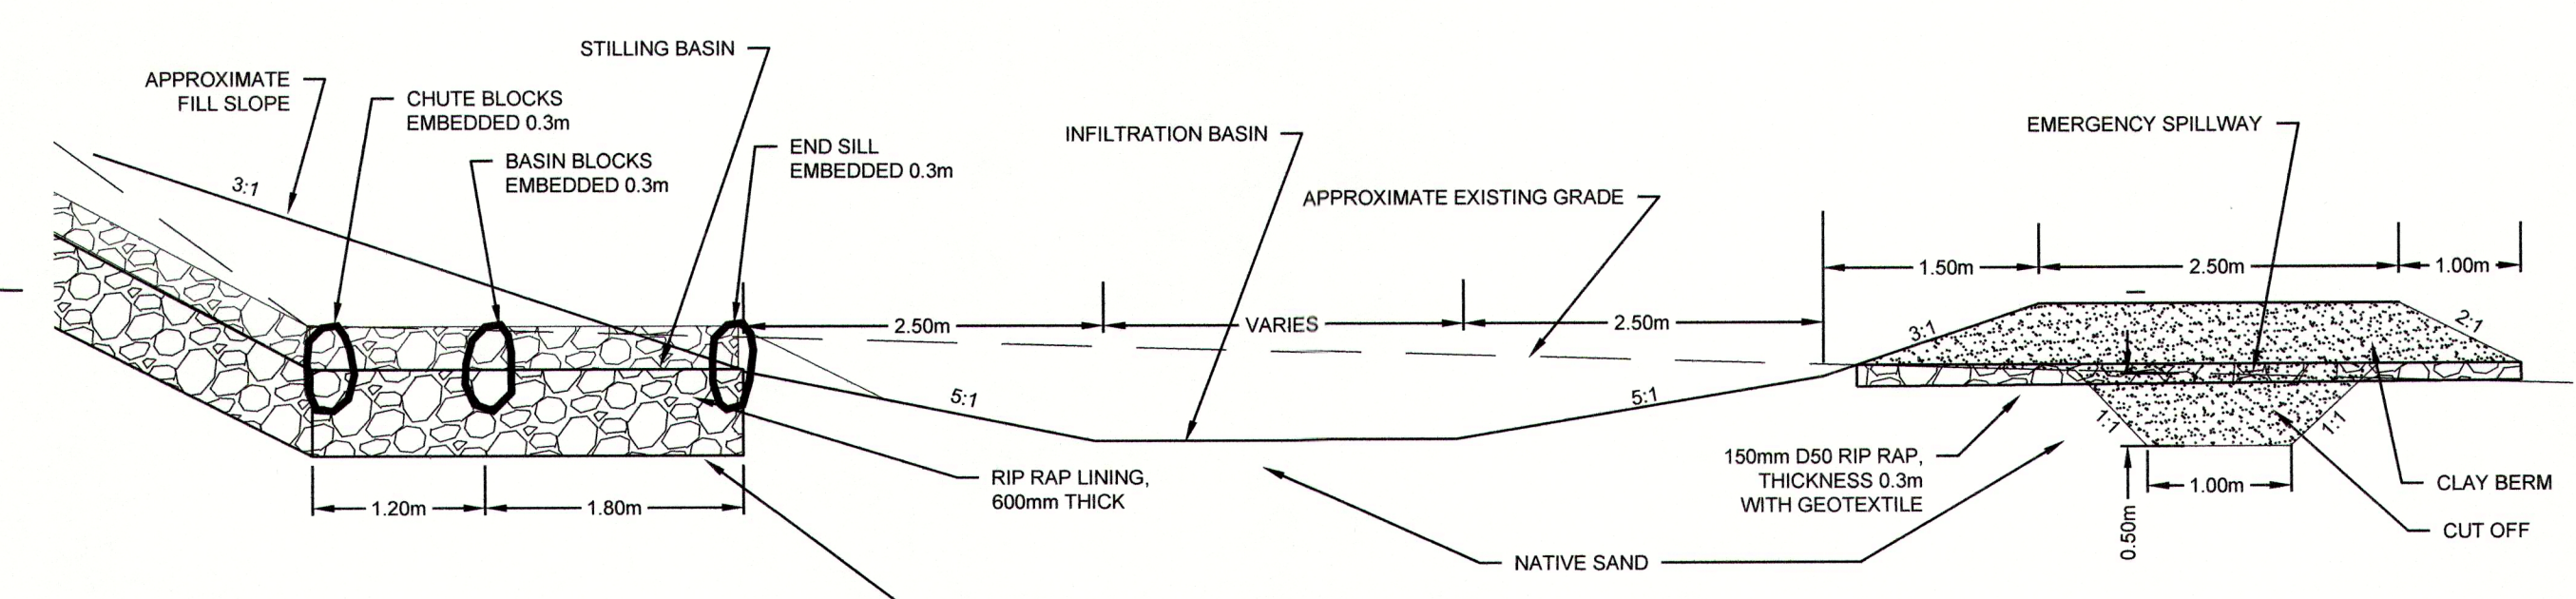 STILLING BASIN
APPROXIMATE
FILL SLOPE
CHUTE BLOCKS
EMBEDDED 0.3m
BASIN BLOCKS
EMBEDDED 0.3m
END SILL
EMBEDDED 0.3m
INFILTRATION BASIN
APPROXIMATE EXISTING GRADE
EMERGENCY SPILLWAY
3:1
1.50m
2.50m
1.00m
2.50m
VARIES
2.50m
3:1
2:1
5:1
5:1
1:1
1:1
RIP RAP LINING,
600mm THICK
1.20m
1.80m
150mm D50 RIP RAP,
THICKNESS 0.3m
WITH GEOTEXTILE
1.00m
0.50m
CLAY BERM
CUT OFF
NATIVE SAND